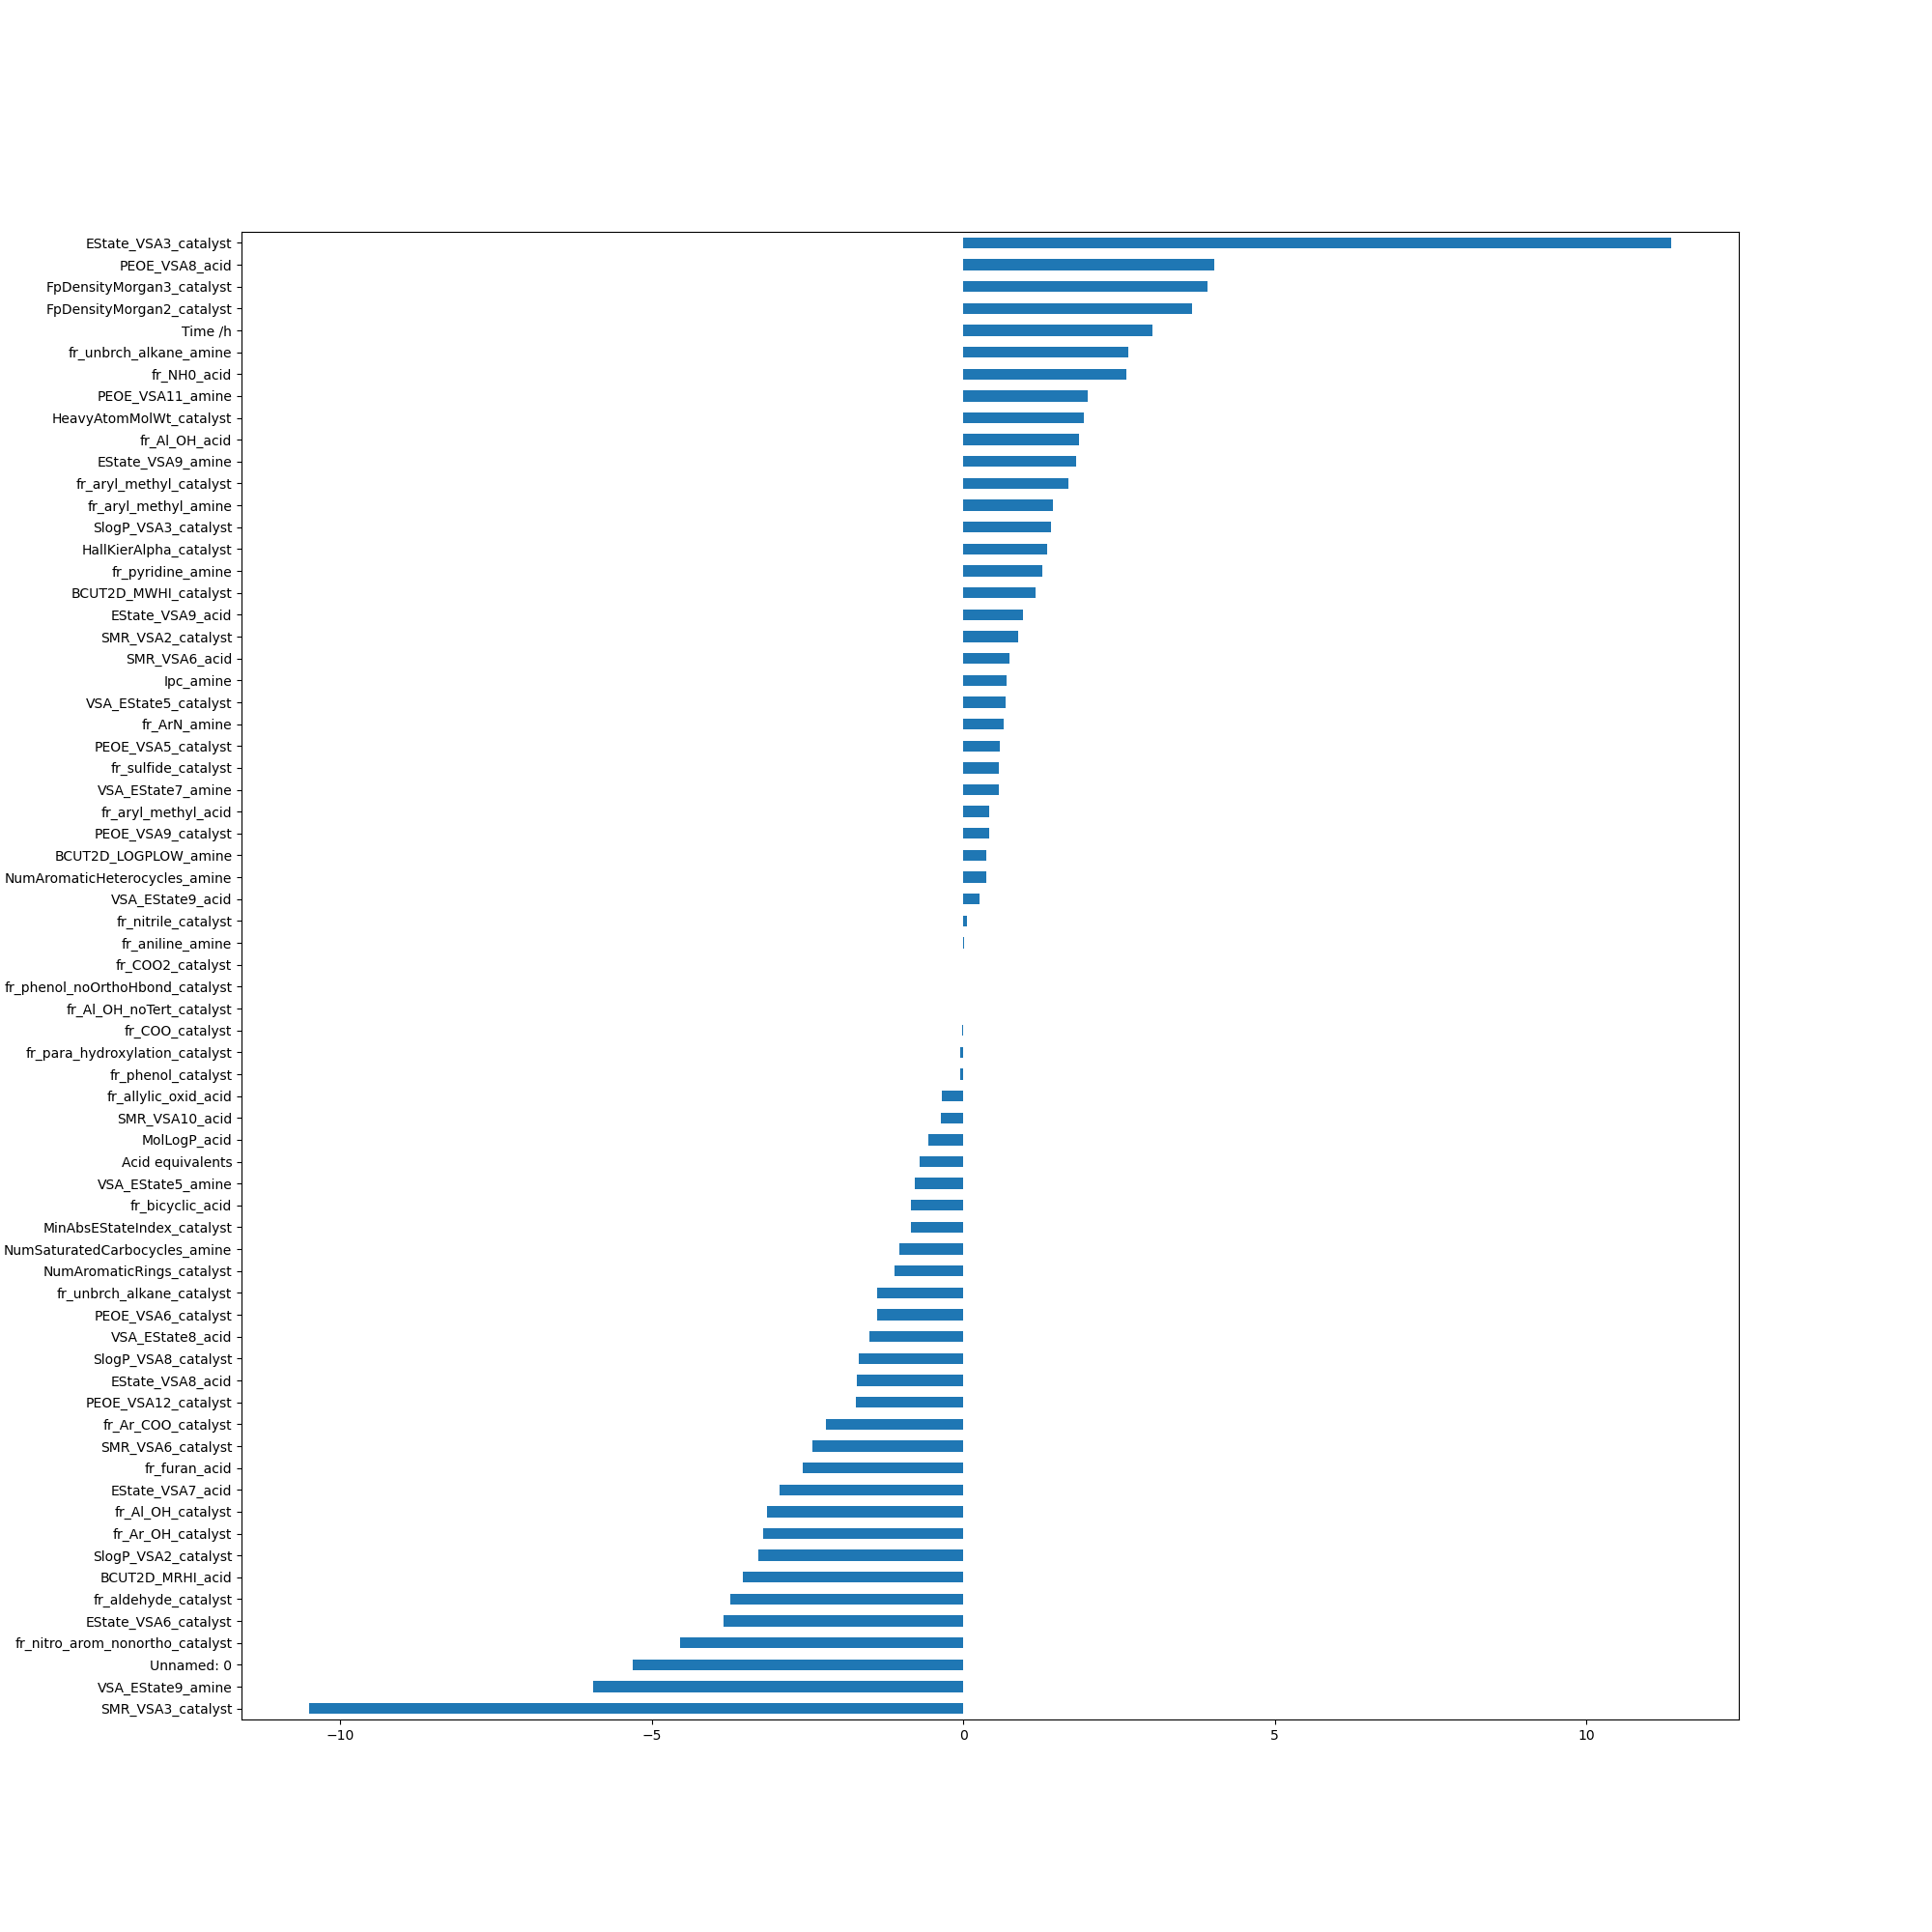 EState_VSA3_catalyst
PEOE_VSA8_acid
FpDensityMorgan3_catalyst
FpDensityMorgan2_catalyst
Time /h
fr_unbrch_alkane_amine
fr_NH0_acid
PEOE_VSA11_amine
HeavyAtomMolWt_catalyst
fr_Al_OH_acid
EState_VSA9_amine
fr_aryl_methyl_catalyst
fr_aryl_methyl_amine
SlogP_VSA3_catalyst
HallKierAlpha_catalyst
fr_pyridine_amine
BCUT2D_MWHI_catalyst
EState_VSA9_acid
SMR_VSA2_catalyst
SMR_VSA6_acid
Ipc_amine
VSA_EState5_catalyst
fr_ArN_amine
PEOE_VSA5_catalyst
fr_sulfide_catalyst
VSA_EState7_amine
fr_aryl_methyl_acid
PEOE_VSA9_catalyst
BCUT2D_LOGPLOW_amine
NumAromaticHeterocycles_amine
VSA_EState9_acid
fr_nitrile_catalyst
fr_aniline_amine
fr_COO2_catalyst
fr_phenol_noOrthoHbond_catalyst
fr_Al_OH_noTert_catalyst
fr_COO_catalyst
fr_para_hydroxylation_catalyst
fr_phenol_catalyst
fr_allylic_oxid_acid
SMR_VSA10_acid
MolLogP_acid
Acid equivalents
VSA_EState5_amine
fr_bicyclic_acid
MinAbsEStateIndex_catalyst
NumSaturatedCarbocycles_amine
NumAromaticRings_catalyst
fr_unbrch_alkane_catalyst
PEOE_VSA6_catalyst
VSA_EState8_acid
SlogP_VSA8_catalyst
EState_VSA8_acid
PEOE_VSA12_catalyst
fr_Ar_COO_catalyst
SMR_VSA6_catalyst
fr_furan_acid
EState_VSA7_acid
fr_Al_OH_catalyst
fr_Ar_OH_catalyst
SlogP_VSA2_catalyst
BCUT2D_MRHI_acid
fr_aldehyde_catalyst
EState_VSA6_catalyst
fr_nitro_arom_nonortho_catalyst
Unnamed: 0
VSA_EState9_amine
SMR_VSA3_catalyst
−10 −5 0 5 10